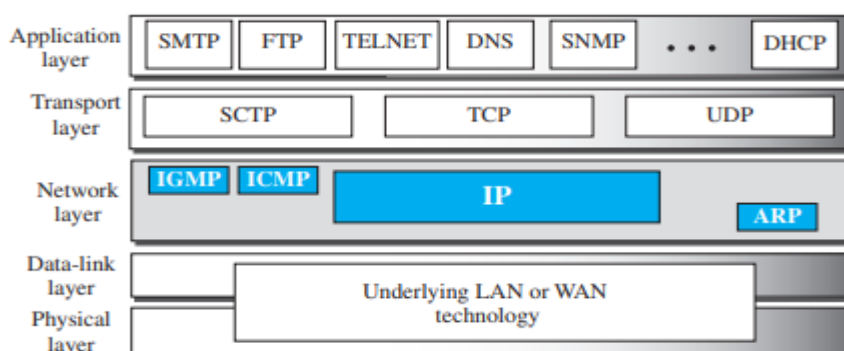 Application
layer
SMTP FTP TELNET DNS SNMP • • • DHCP
Transport
layer
SCTP TCP UDP
Network
layer
IGMP ICMP IP ARP
Data-link
layer
Physical
layer
Underlying LAN or WAN
technology